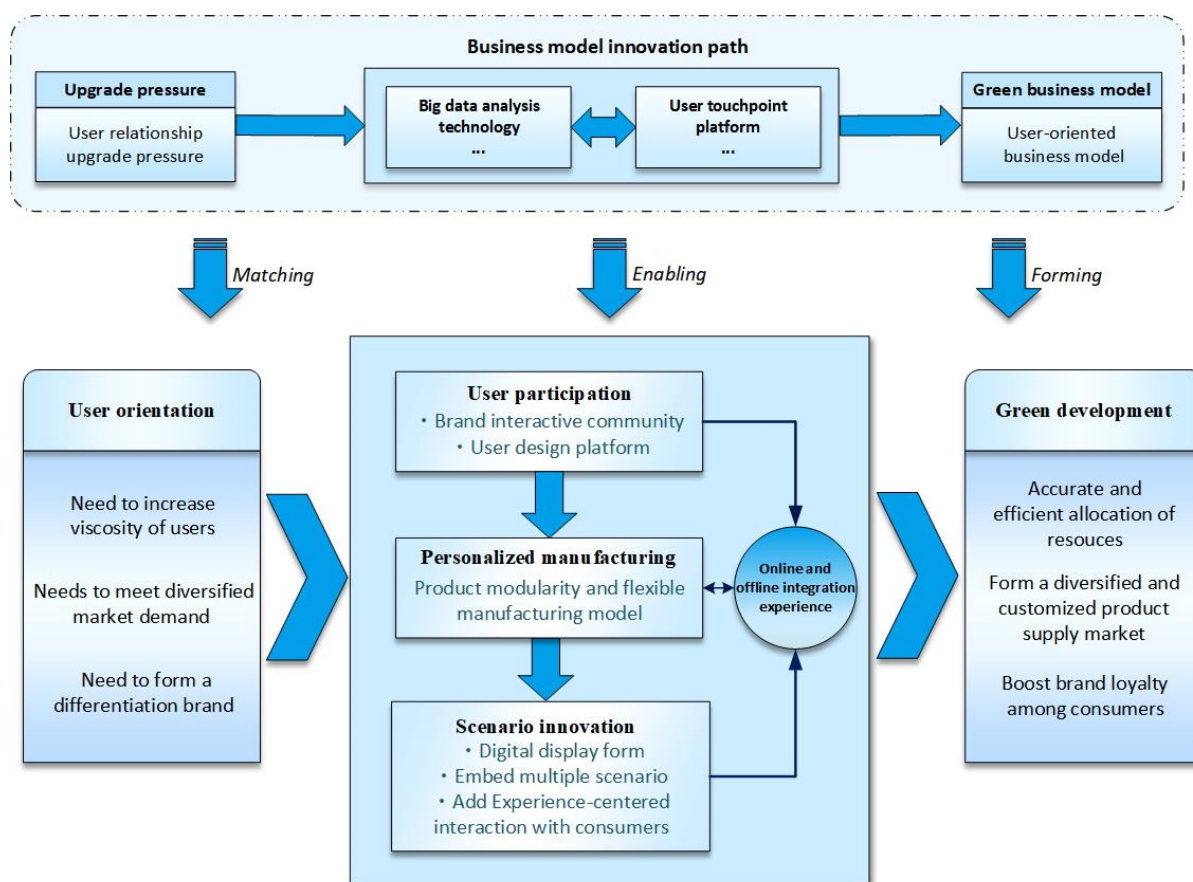 Business model innovation path
Upgrade pressure
User relationship
upgrade pressure
Big data analysis
technology
...
User touchpoint
platform
...
Green business model
User-oriented
business model
Matching
Enabling
Forming
User orientation
Need to increase
viscosity of users
Needs to meet diversified
market demand
Need to form a
differentiation brand
User participation
· Brand interactive community
· User design platform
Personalized manufacturing
Product modularity and flexible
manufacturing model
Scenario innovation
· Digital display form
· Embed multiple scenario
· Add Experience-centered
interaction with consumers
Online and
offline integration
experience
Green development
Accurate and
efficient allocation of
resouces
Form a diversified and
customized product
supply market
Boost brand loyalty
among consumers